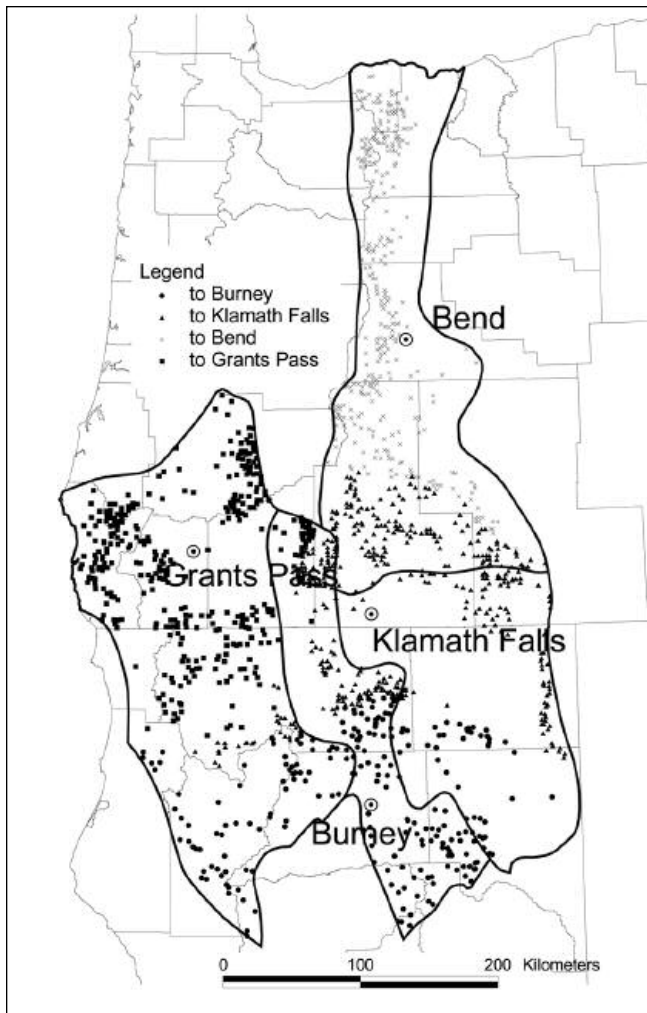 Legend
to Burney
to Klamath Falls
to Bend
to Grants Pass
Bend
Grants Pass
Klamath Falls
Burney
0 100 200 Kilometers